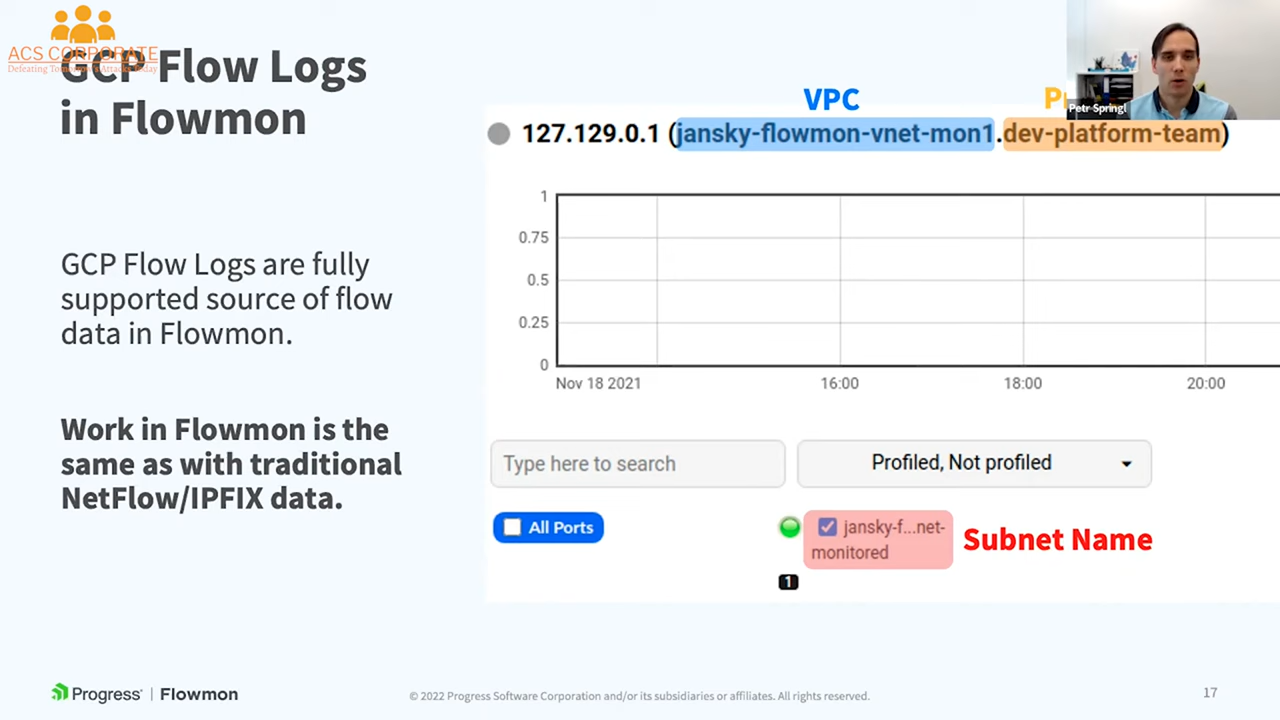 ACS CORPORATE
Defeating Tomorrow's Attacks Today
GCP Flow Logs
in Flowmon
VPC
Petr Springl
127.129.0.1 (jansky-flowmon-vnet-mon1.dev-platform-team)
1
0.75
0.5
0.25
0
Nov 18 2021
16:00
18:00
20:00
GCP Flow Logs are fully
supported source of flow
data in Flowmon.
Work in Flowmon is the
same as with traditional
NetFlow/IPFIX data.
Type here to search
Profiled, Not profiled
All Ports
jansky-f...net-
monitored
Subnet Name
1
Progress | Flowmon
© 2022 Progress Software Corporation and/or its subsidiaries or affiliates. All rights reserved.
17